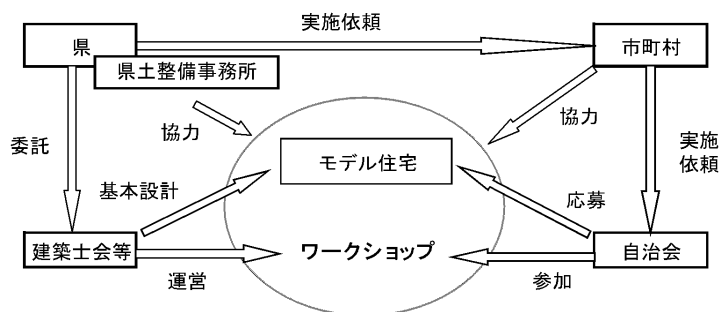 実施依頼
県
市町村
県土整備事務所
委託
協力
協力
実施
依頼
モデル住宅
基本設計
応募
建築士会等
ワークショップ
自治会
運営
参加